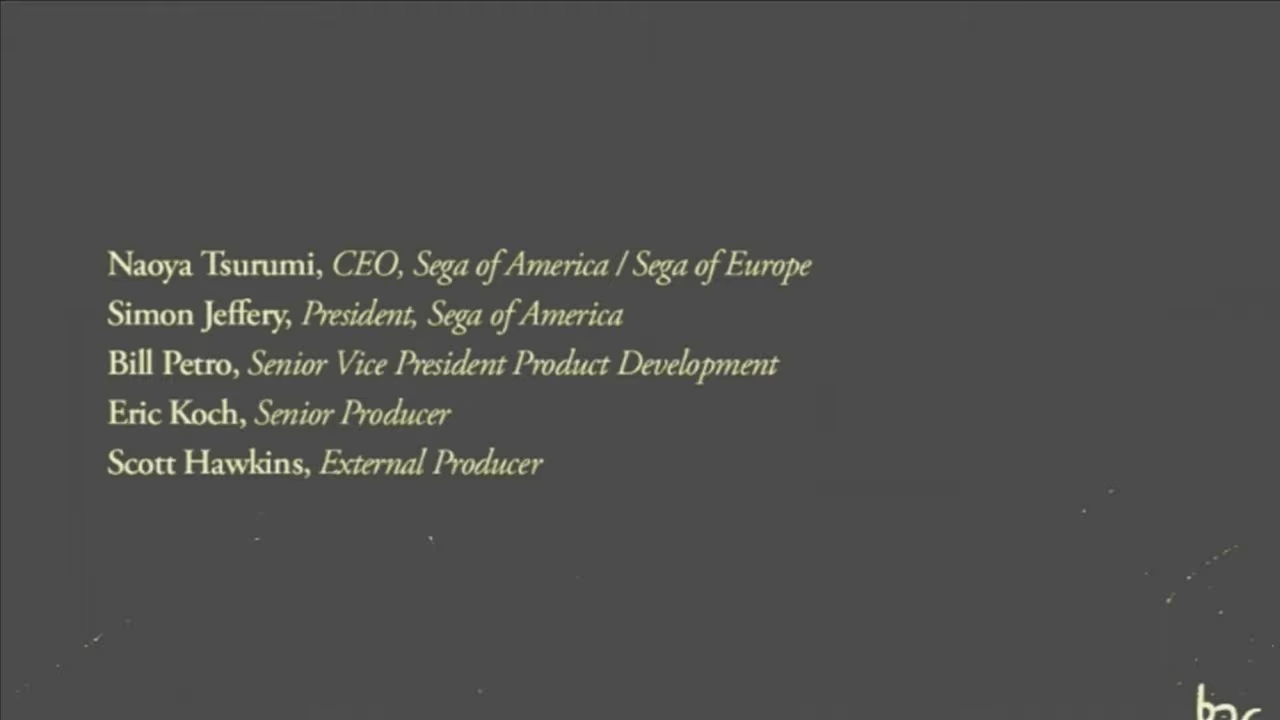 Naoya Tsurumi, CEO, Sega of America / Sega of Europe
Simon Jeffery, President, Sega of America
Bill Petro, Senior Vice President Product Development
Eric Koch, Senior Producer
Scott Hawkins, External Producer